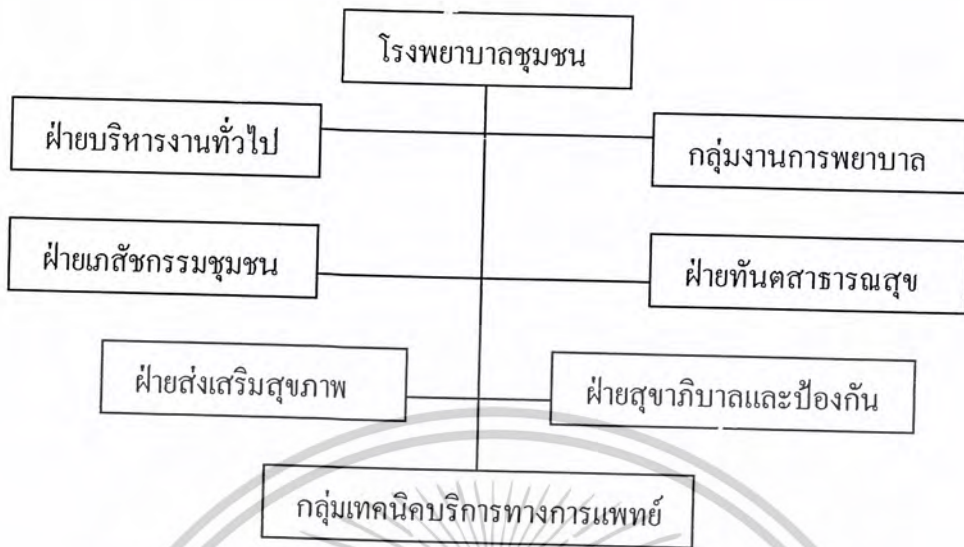 โรงพยาบาลชุมชน
ฝ่ายบริหารงานทั่วไป
กลุ่มงานการพยาบาล
ฝ่ายเภสัชกรรมชุมชน
ฝ่ายทันตสาธารณสุข
ฝ่ายส่งเสริมสุขภาพ
ฝ่ายสุขาภิบาลและป้องกัน
กลุ่มเทคนิคบริการทางการแพทย์